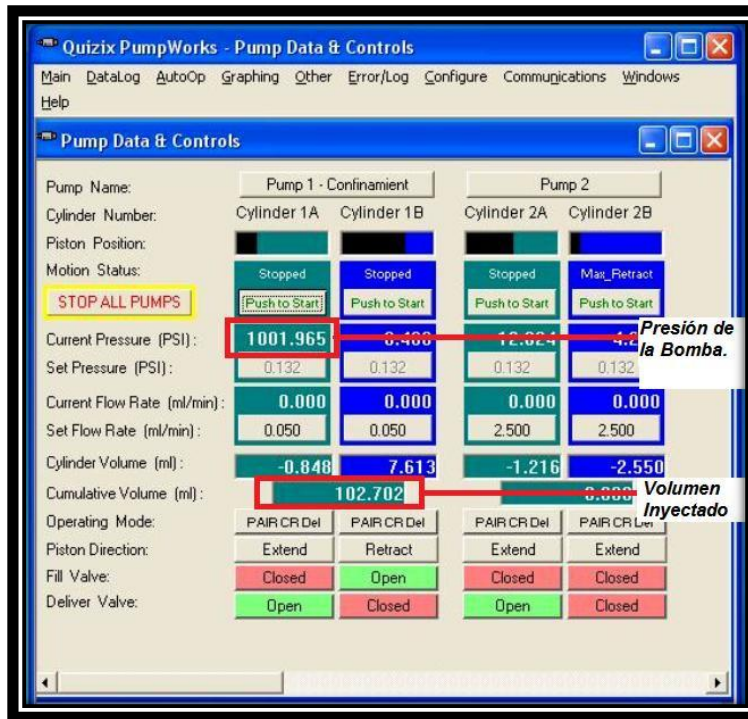 Quizix PumpWorks - Pump Data & Controls
Main DataLog AutoOp Graphing Other Error/Log Configure Communications Windows
Help
Pump Data & Controls
Pump Name: Pump 1 - Confinamient Pump 2
Cylinder Number: Cylinder 1A Cylinder 1B Cylinder 2A Cylinder 2B
Piston Position:
Motion Status: Stopped Stopped Stopped Max_Retract
STOP ALL PUMPS Push to Start Push to Start Push to Start Push to Start
Current Pressure (PSI): 1001.965
Presión de
la Bomba.
Set Pressure (PSI): 0.132 0.132 0.132 0.132
Current Flow Rate (ml/min): 0.000 0.000 0.000 0.000
Set Flow Rate (ml/min): 0.050 0.050 2.500 2.500
Cylinder Volume (ml): -0.848 7.613 -1.216 -2.550
Cumulative Volume (ml): 102.702
Volumen
Inyectado
Operating Mode: PAIR CR Del PAIR CR Del PAIR CR Del PAIR CR Del
Piston Direction: Extend Retract Extend Extend
Fill Valve: Closed Open Closed Closed
Deliver Valve: Open Closed Open Closed